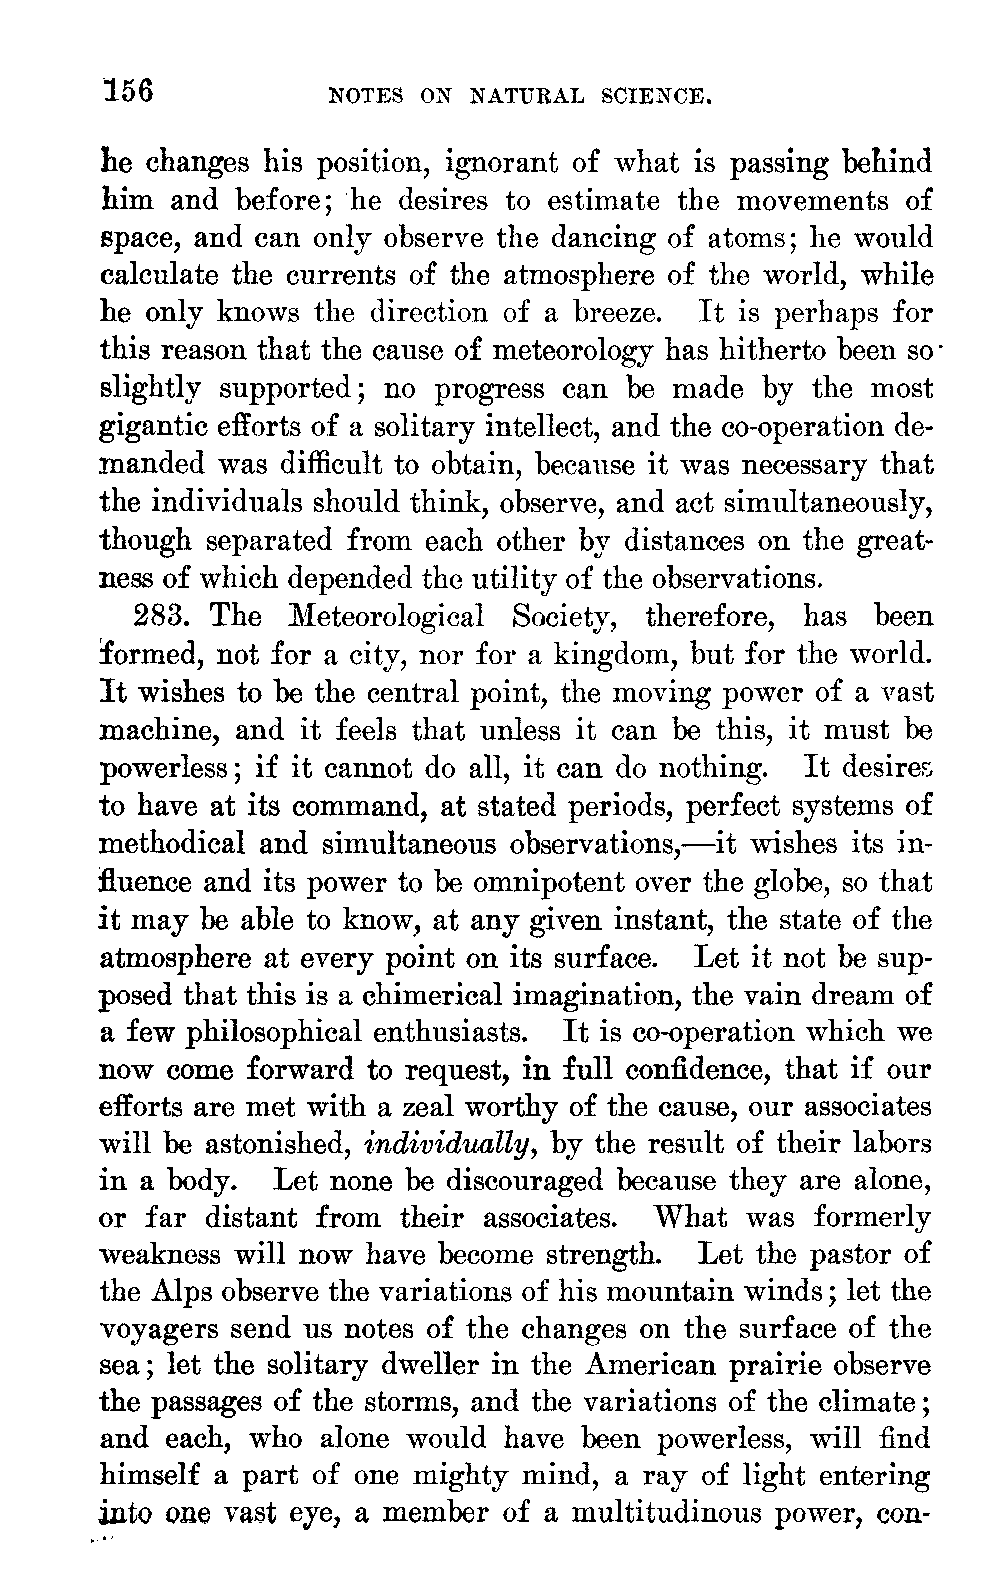 156 NOTES ON NATURAL SCIENCE.
he changes his position, ignorant of what is passing behind
him and before; he desires to estimate the movements of
space, and can only observe the dancing of atoms; he would
calculate the currents of the atmosphere of the world, while
he only knows the direction of a breeze. It is perhaps for
this reason that the cause of meteorology has hitherto been so
slightly supported; no progress can be made by the most
gigantic efforts of a solitary intellect, and the co-operation de-
manded was difficult to obtain, because it was necessary that
the individuals should think, observe, and act simultaneously,
though separated from each other by distances on the great-
ness of which depended the utility of the observations.
283. The Meteorological Society, therefore, has been
formed, not for a city, nor for a kingdom, but for the world.
It wishes to be the central point, the moving power of a vast
machine, and it feels that unless it can be this, it must be
powerless; if it cannot do all, it can do nothing. It desires
to have at its command, at stated periods, perfect systems of
methodical and simultaneous observations,—it wishes its in-
fluence and its power to be omnipotent over the globe, so that
it may be able to know, at any given instant, the state of the
atmosphere at every point on its surface. Let it not be sup-
posed that this is a chimerical imagination, the vain dream of
a few philosophical enthusiasts. It is co-operation which we
now come forward to request, in full confidence, that if our
efforts are met with a zeal worthy of the cause, our associates
will be astonished, individually, by the result of their labors
in a body. Let none be discouraged because they are alone,
or far distant from their associates. What was formerly
weakness will now have become strength. Let the pastor of
the Alps observe the variations of his mountain winds; let the
voyagers send us notes of the changes on the surface of the
sea; let the solitary dweller in the American prairie observe
the passages of the storms, and the variations of the climate;
and each, who alone would have been powerless, will find
himself a part of one mighty mind, a ray of light entering
into one vast eye, a member of a multitudinous power, con-